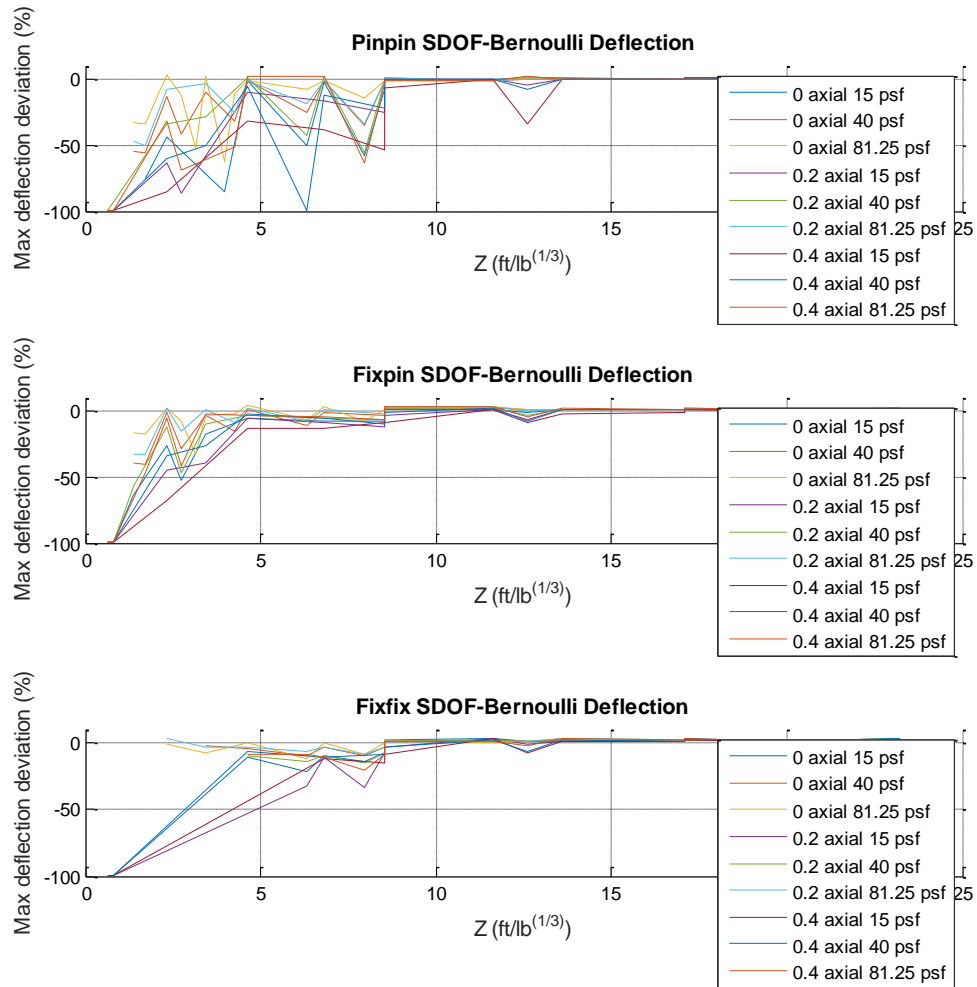 Pinpin SDOF-Bernoulli Deflection
Max deflection deviation (%)
0
-50
-100
0
5
10
15
25
Z (ft/lb^(1/3))
0 axial 15 psf
0 axial 40 psf
0 axial 81.25 psf
0.2 axial 15 psf
0.2 axial 40 psf
0.2 axial 81.25 psf
0.4 axial 15 psf
0.4 axial 40 psf
0.4 axial 81.25 psf
Fixpin SDOF-Bernoulli Deflection
Max deflection deviation (%)
0
-50
-100
0
5
10
15
25
Z (ft/lb^(1/3))
0 axial 15 psf
0 axial 40 psf
0 axial 81.25 psf
0.2 axial 15 psf
0.2 axial 40 psf
0.2 axial 81.25 psf
0.4 axial 15 psf
0.4 axial 40 psf
0.4 axial 81.25 psf
Fixfix SDOF-Bernoulli Deflection
Max deflection deviation (%)
0
-50
-100
0
5
10
15
25
Z (ft/lb^(1/3))
0 axial 15 psf
0 axial 40 psf
0 axial 81.25 psf
0.2 axial 15 psf
0.2 axial 40 psf
0.2 axial 81.25 psf
0.4 axial 15 psf
0.4 axial 40 psf
0.4 axial 81.25 psf